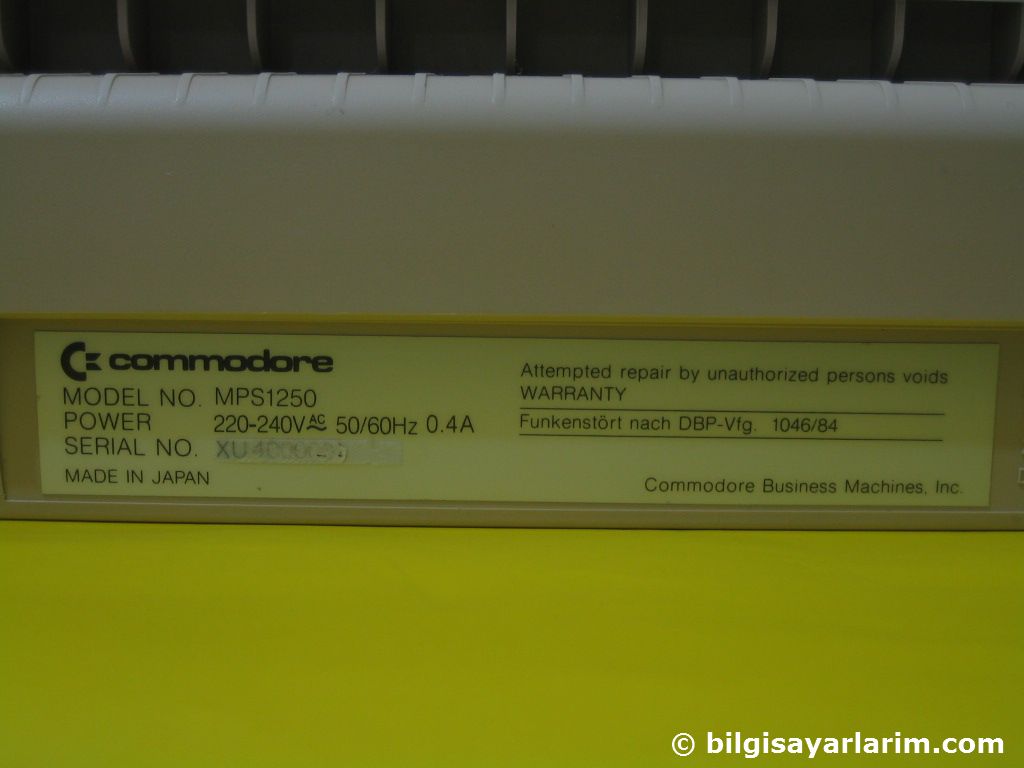 commodore
MODEL NO. MPS1250
POWER 220-240V AC 50/60Hz 0.4A
SERIAL NO.
MADE IN JAPAN
Attempted repair by unauthorized persons voids
WARRANTY
Funkenstört nach DBP-Vfg. 1046/84
Commodore Business Machines, Inc.
© bilgisayarlarim.com